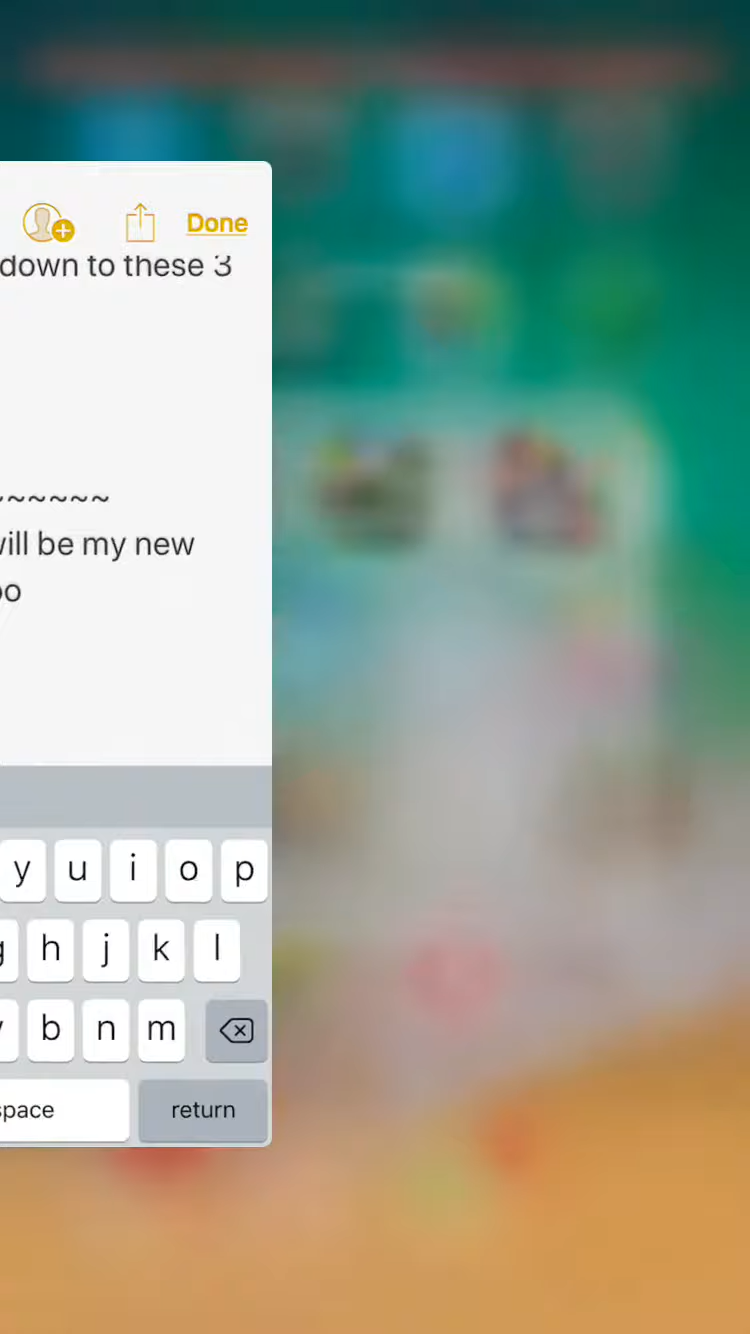 Done
down to these 3
~~~~~~
will be my new
y u i o p
h j k l
b n m
space
return